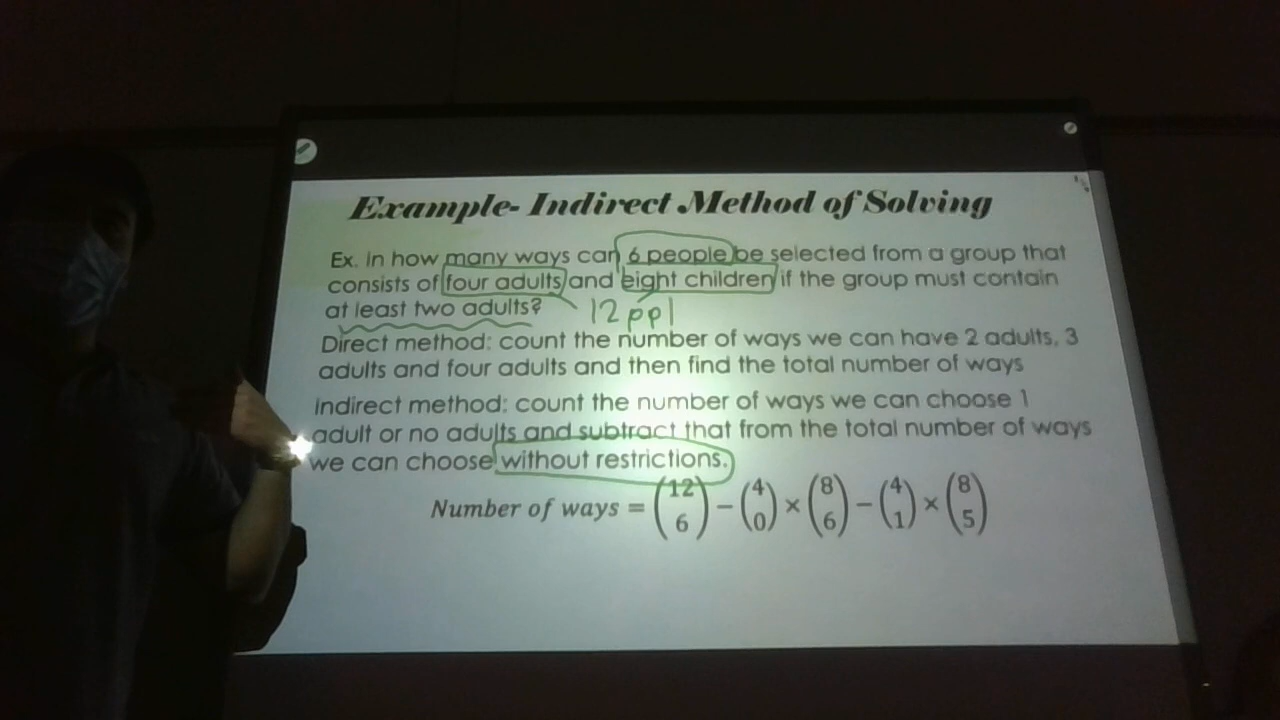 Example- Indirect Method of Solving
Ex. In how many ways can 6 people be selected from a group that
consists of four adults and eight children if the group must contain
at least two adults?
12 ppl
Direct method: count the number of ways we can have 2 adults, 3
adults and four adults and then find the total number of ways
Indirect method: count the number of ways we can choose 1
adult or no adults and subtract that from the total number of ways
we can choose without restrictions.
Number of ways = (12 6) − (4 0) × (8 6) − (4 1) × (8 5)